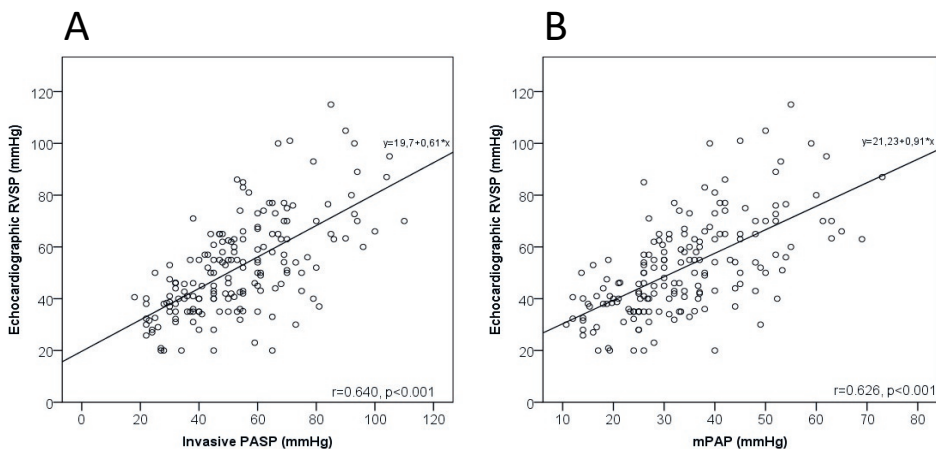 A
B
Echocardiographic RVSP (mmHg)
120
100
80
60
40
20
0
y=19,7+0,61*x
r=0.640, p<0.001
0 20 40 60 80 100 120
Invasive PASP (mmHg)
Echocardiographic RVSP (mmHg)
120
100
80
60
40
20
0
y=21,23+0,91*x
r=0.626, p<0.001
10 20 30 40 50 60 70 80
mPAP (mmHg)